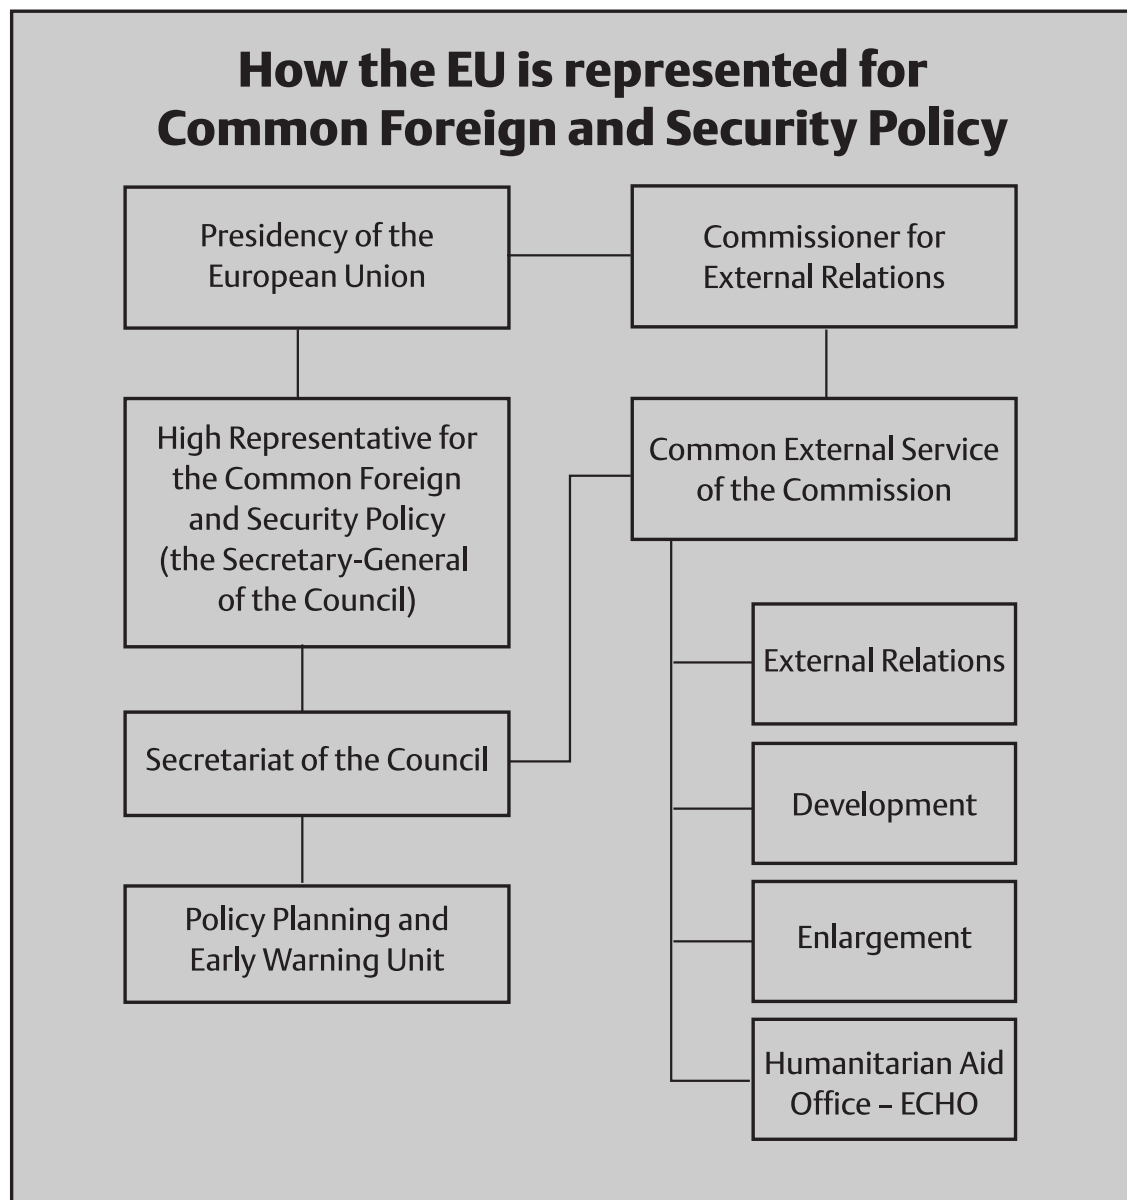 How the EU is represented for
Common Foreign and Security Policy
Presidency of the
European Union
Commissioner for
External Relations
High Representative for
the Common Foreign
and Security Policy
(the Secretary-General
of the Council)
Common External Service
of the Commission
External Relations
Secretariat of the Council
Development
Policy Planning and
Early Warning Unit
Enlargement
Humanitarian Aid
Office – ECHO